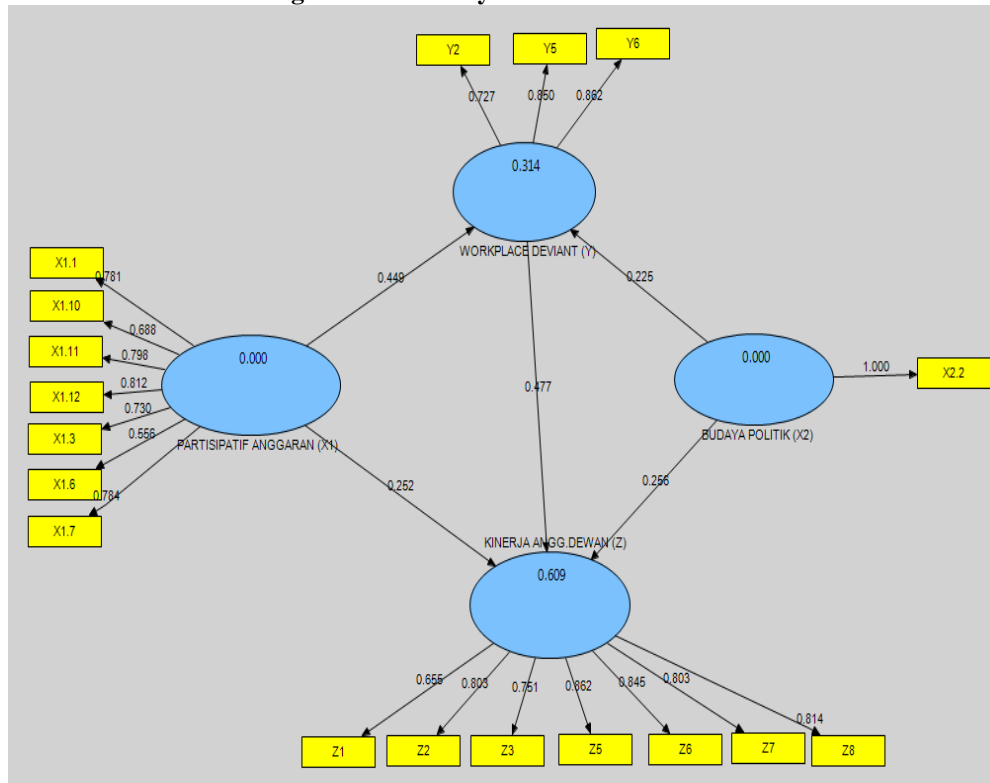 Y2
Y5
Y6
0.727
0.850
0.862
0.314
WORKPLACE DEVIANT (Y)
X1.1
0.781
X1.10
0.688
X1.11
0.798
X1.12
0.812
X1.3
0.730
X1.6
0.556
X1.7
0.784
0.000
PARTISIPATIF ANGGARAN (X1)
0.449
0.225
0.477
0.000
BUDAYA POLITIK (X2)
1.000
X2.2
0.252
0.256
KINERJA ANGG.DEWAN (Z)
0.609
0.655
0.803
0.751
0.862
0.845
0.803
0.814
Z1
Z2
Z3
Z5
Z6
Z7
Z8